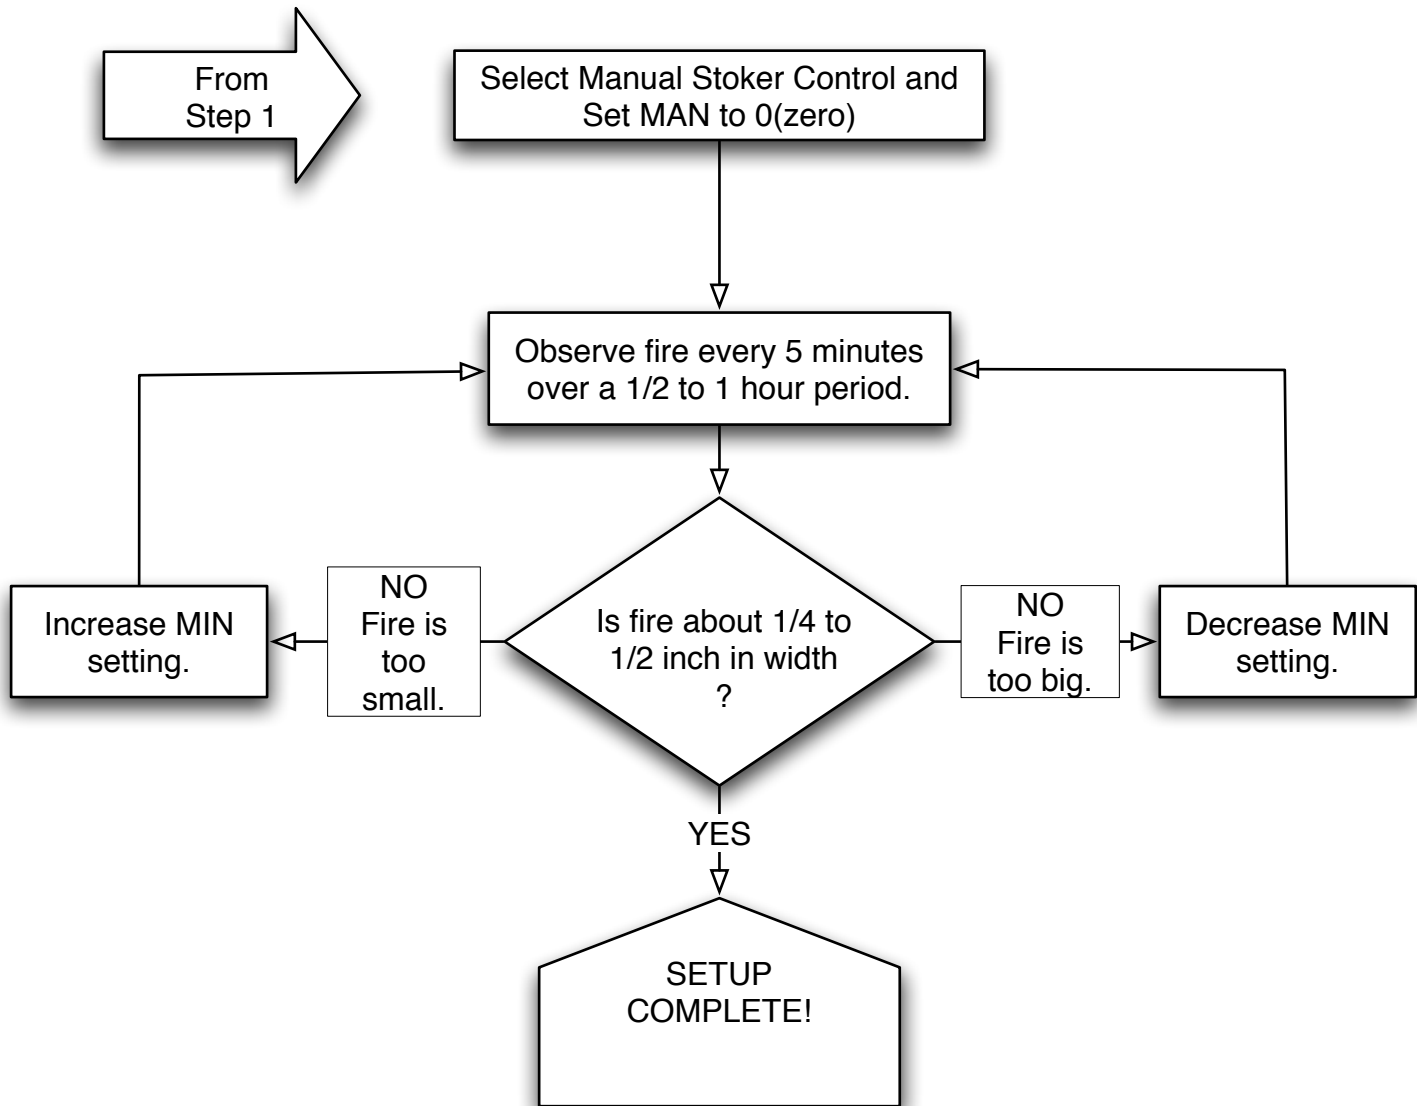 From
Step 1
Select Manual Stoker Control and
Set MAN to 0(zero)
Observe fire every 5 minutes
over a 1/2 to 1 hour period.
Increase MIN
setting.
NO
Fire is
too
small.
Is fire about 1/4 to
1/2 inch in width
?
NO
Fire is
too big.
Decrease MIN
setting.
YES
SETUP
COMPLETE!